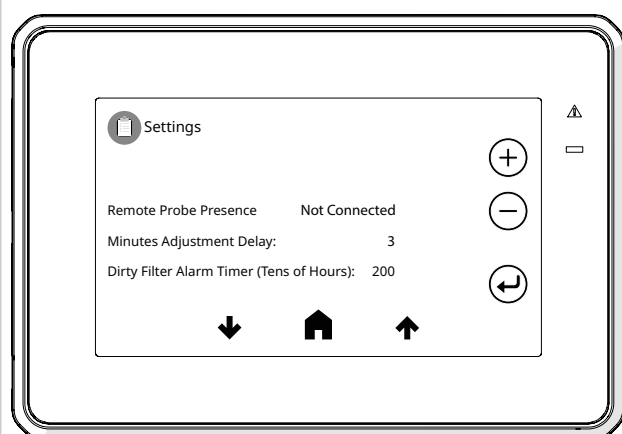 Settings
Remote Probe Presence Not Connected
Minutes Adjustment Delay: 3
Dirty Filter Alarm Timer (Tens of Hours): 200